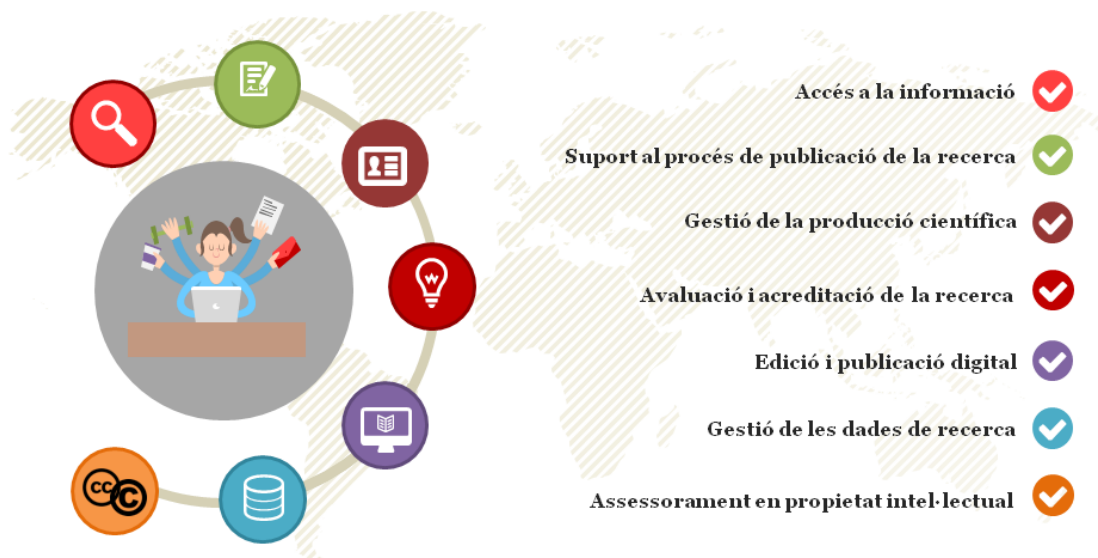 Accés a la informació
Suport al procés de publicació de la recerca
Gestió de la producció científica
Avaluació i acreditació de la recerca
Edició i publicació digital
Gestió de les dades de recerca
cc
C
Assessorament en propietat intel·lectual